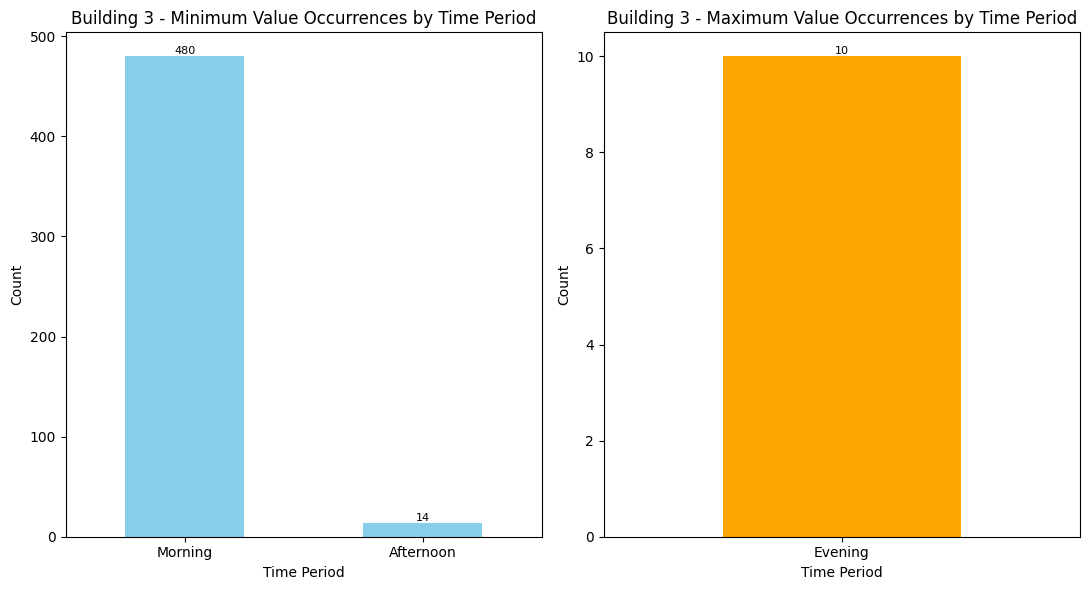 Building 3 - Minimum Value Occurrences by Time Period
500
400
300
200
100
0
Count
480
14
Morning
Afternoon
Time Period
Building 3 - Maximum Value Occurrences by Time Period
10
8
6
4
2
0
Count
10
Evening
Time Period